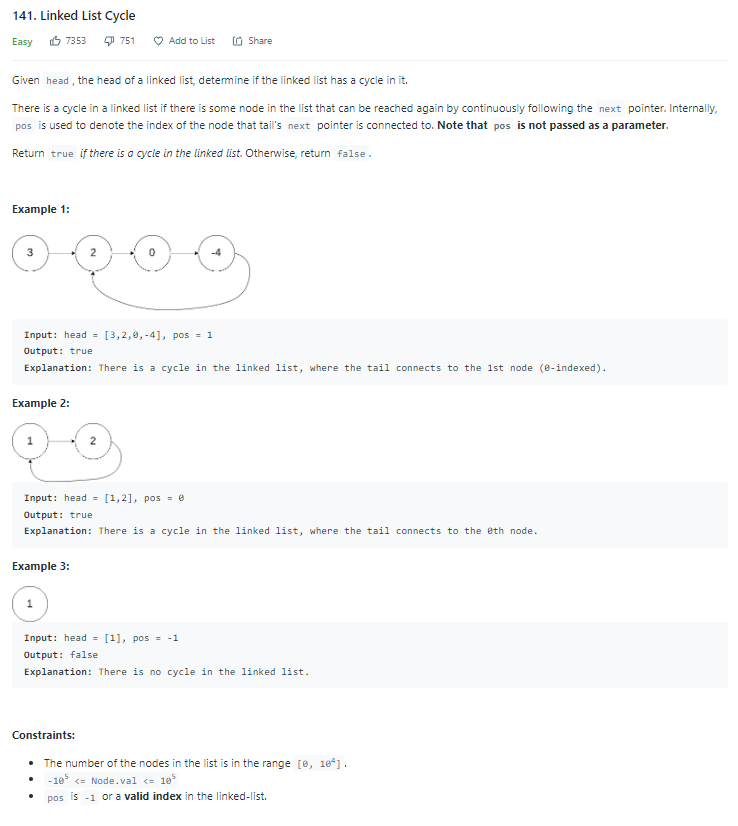 141. Linked List Cycle
Easy 7353 751 Add to List Share
Given head , the head of a linked list, determine if the linked list has a cycle in it.
There is a cycle in a linked list if there is some node in the list that can be reached again by continuously following the next pointer. Internally,
pos is used to denote the index of the node that tail's next pointer is connected to. Note that pos is not passed as a parameter.
Return true if there is a cycle in the linked list. Otherwise, return false .
Example 1:
3 2 0 -4
Input: head = [3,2,0,-4], pos = 1
Output: true
Explanation: There is a cycle in the linked list, where the tail connects to the 1st node (0-indexed).
Example 2:
1 2
Input: head = [1,2], pos = 0
Output: true
Explanation: There is a cycle in the linked list, where the tail connects to the 0th node.
Example 3:
1
Input: head = [1], pos = -1
Output: false
Explanation: There is no cycle in the linked list.
Constraints:
• The number of the nodes in the list is in the range [0, 10⁴] .
• -10⁵ <= Node.val <= 10⁵
• pos is -1 or a valid index in the linked-list.